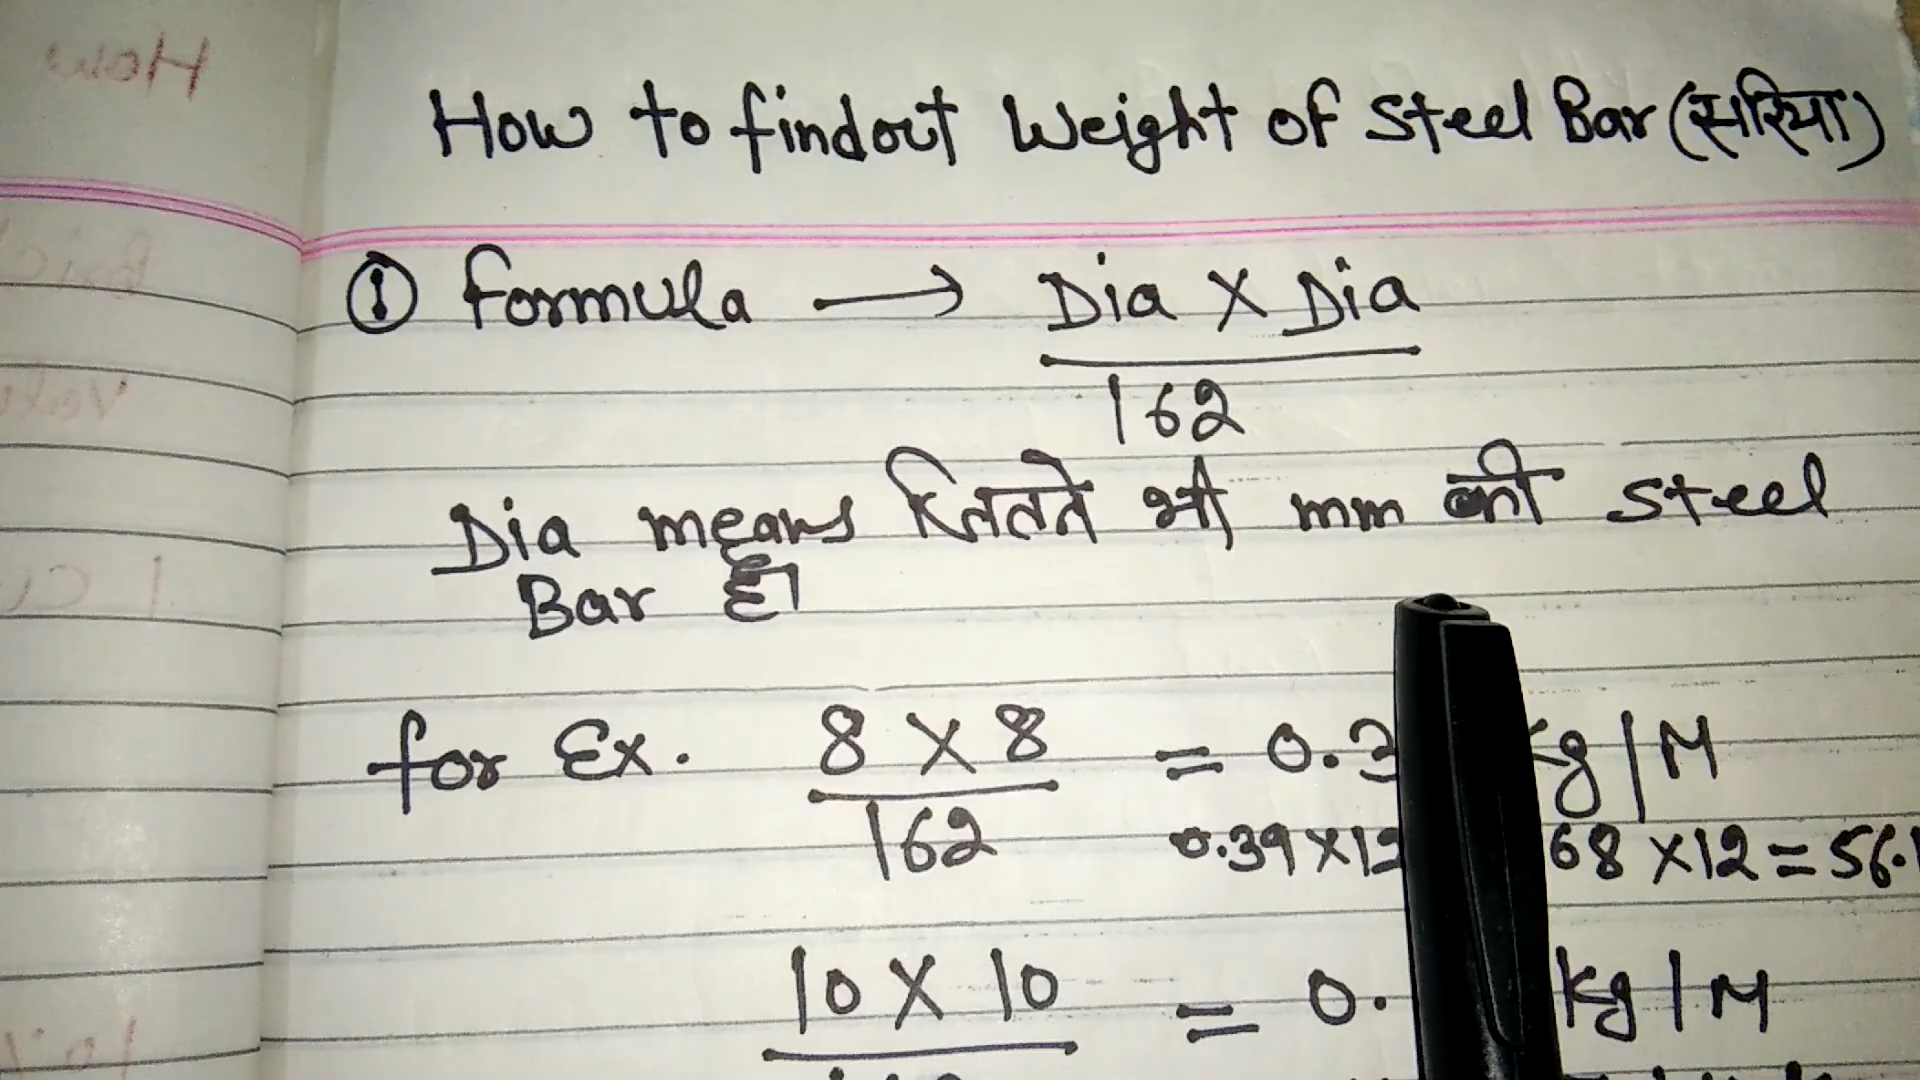 How to findout Weight of Steel Bar (सरिया)
① Formula → Dia X Dia
162
Dia means जितने भी mm की Steel
Bar हो
for Ex. 8 X 8 = 0.3 Kg | M
162 0.39 X 12 68 X 12 = 56.1
10 X 10 = 0. Kg | M